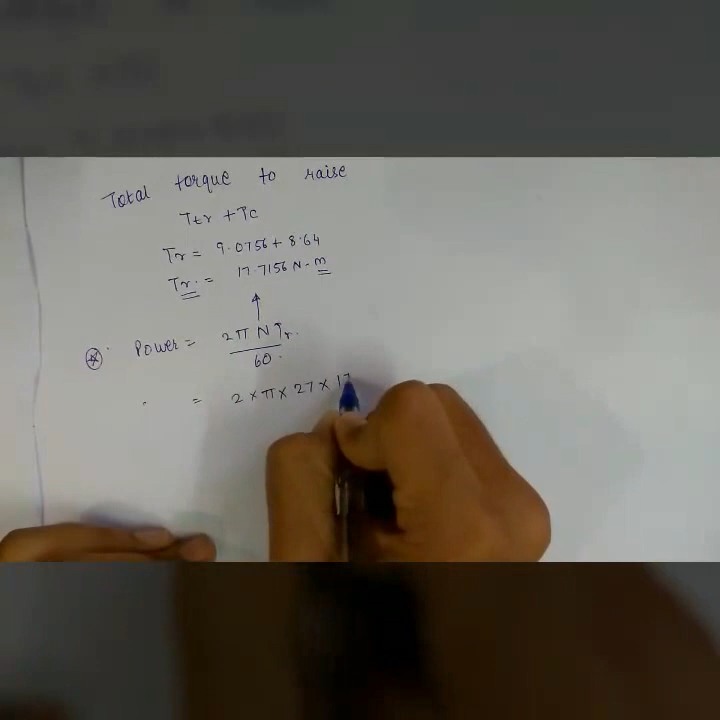 Total torque to raise
Ttr + Tc
Tr = 9.0756 + 8.64
Tr. = 17.7156 N-m
Power = 2π N Tr.
60.
= 2 × π × 27 × 17